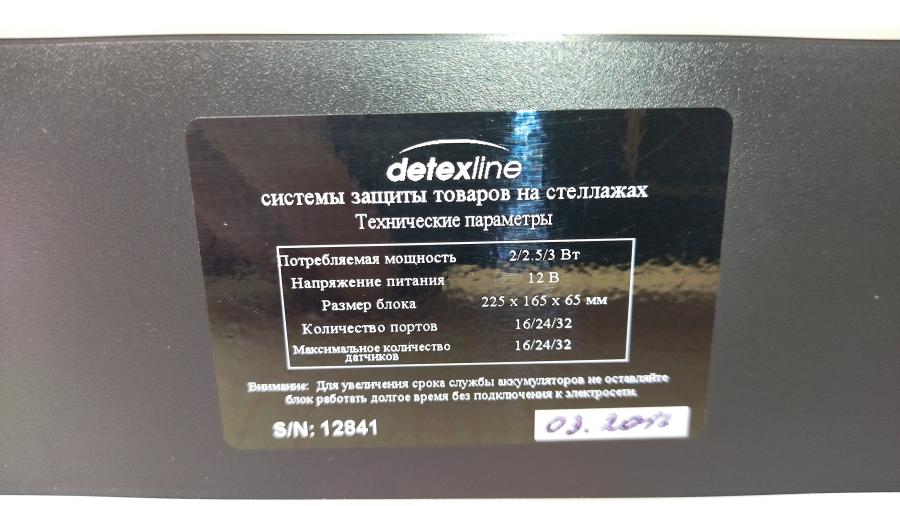 detexline
системы защиты товаров на стеллажах
Технические параметры
Потребляемая мощность 2/2.5/3 Вт
Напряжение питания 12 В
Размер блока 225 x 165 x 65 мм
Количество портов 16/24/32
Максимальное количество датчиков 16/24/32
Внимание: Для увеличения срока службы аккумуляторов не оставляйте
блок работать долгое время без подключения к электросети.
S/N: 12841
03.